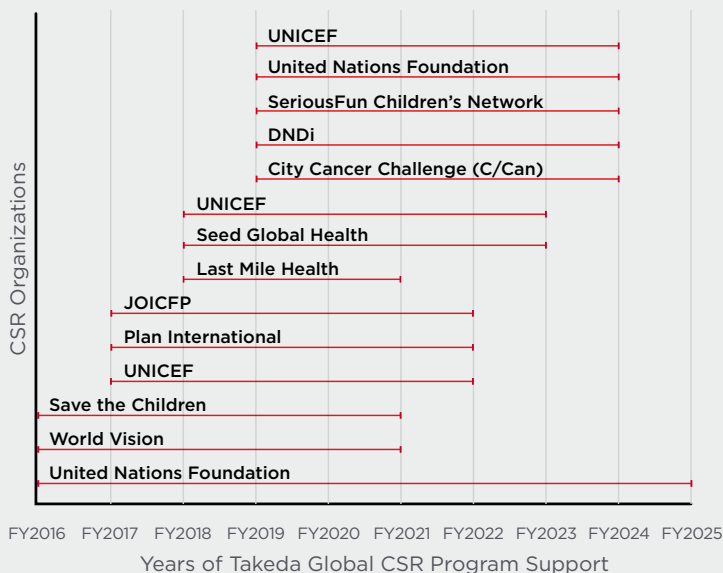 UNICEF
United Nations Foundation
SeriousFun Children's Network
DNDi
City Cancer Challenge (C/Can)
UNICEF
Seed Global Health
Last Mile Health
JOICFP
Plan International
UNICEF
Save the Children
World Vision
United Nations Foundation
CSR Organizations
FY2016 FY2017 FY2018 FY2019 FY2020 FY2021 FY2022 FY2023 FY2024 FY2025
Years of Takeda Global CSR Program Support